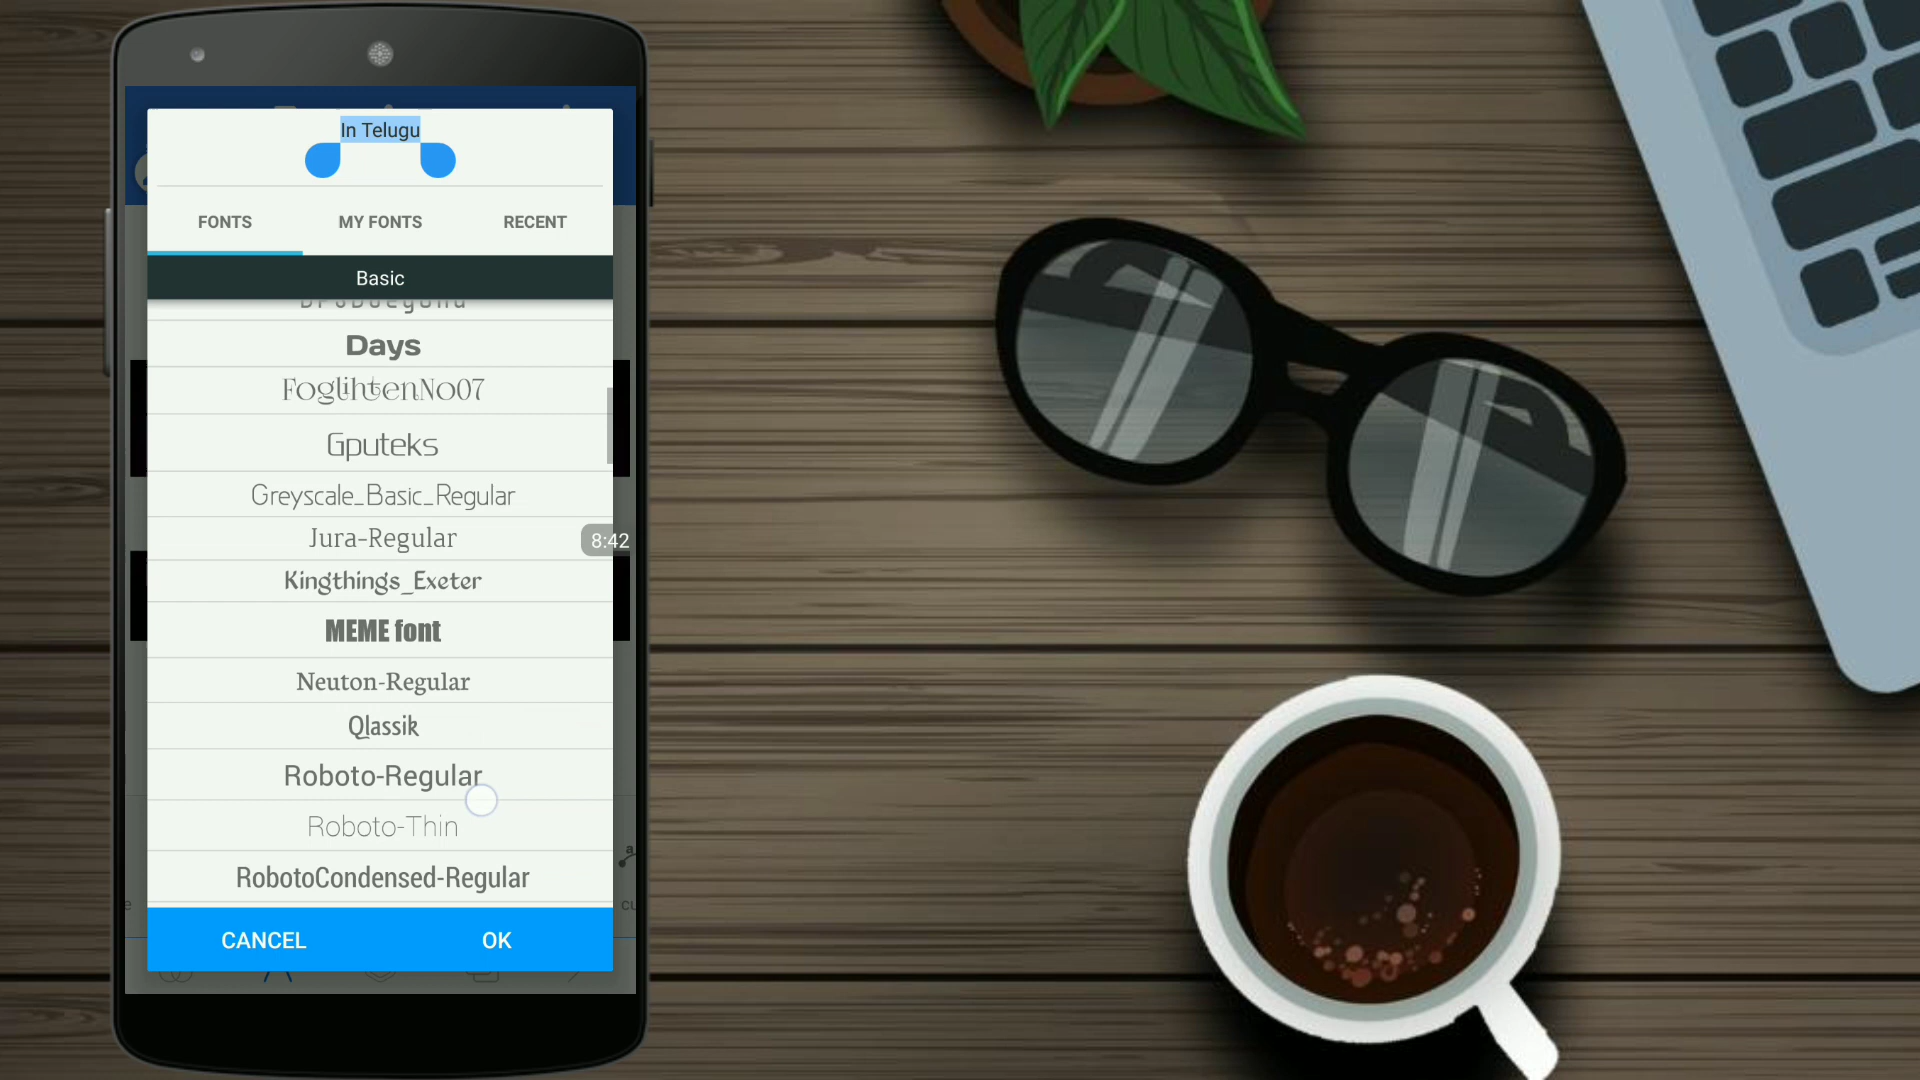 In Telugu
FONTS
MY FONTS
RECENT
Basic
Days
FoglihtenNo07
Gputeks
Greyscale_Basic_Regular
Jura-Regular
8:42
Kingthings_Exeter
MEME font
Neuton-Regular
Qlassik
Roboto-Regular
Roboto-Thin
a
RobotoCondensed-Regular
e
cu
CANCEL
OK